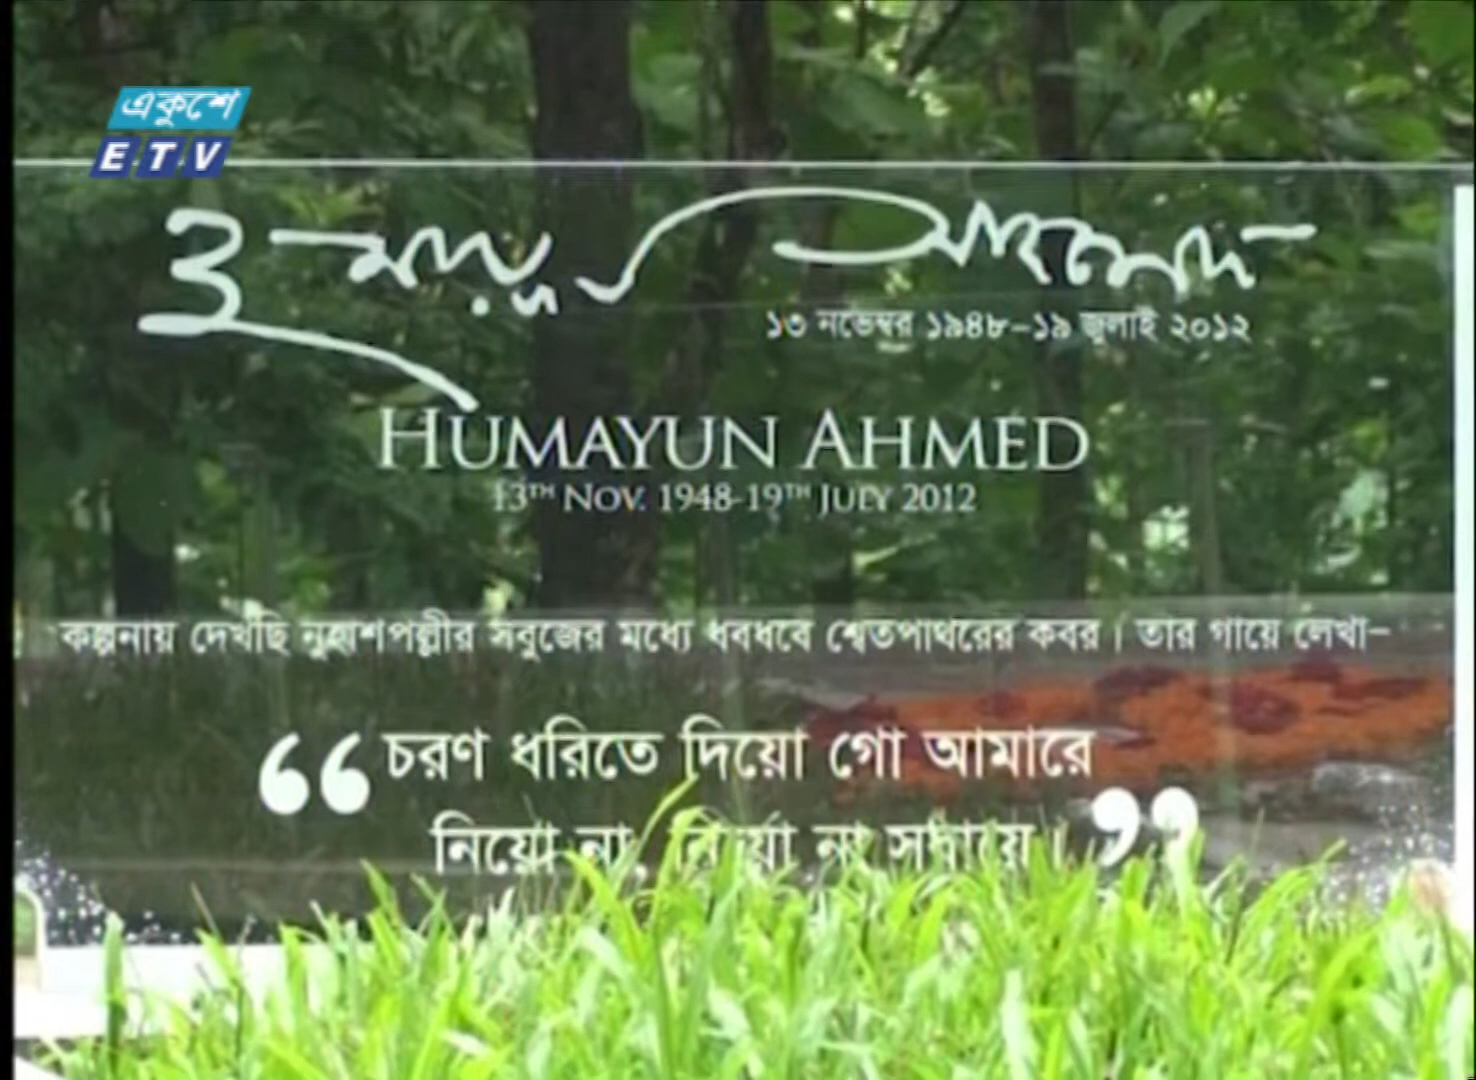 একুশে
ETV
হুমায়ূন আহমেদ
১৩ নভেম্বর ১৯৪৮-১৯ জুলাই ২০১২
HUMAYUN AHMED
13TH NOV. 1948-19TH JULY 2012
কল্পনায় দেখছি নুহাশপল্লীর সবুজের মধ্যে ধবধবে শ্বেতপাথরের কবর। তার গায়ে লেখা-
“চরণ ধরিতে দিয়ো গো আমারে
নিয়ো না, নিয়ো না সরায়ে।”